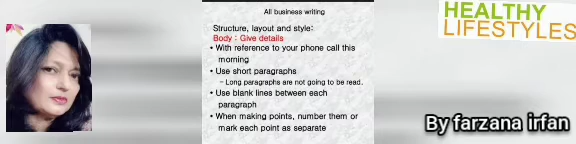 All business writing
Structure, layout and style:
Body : Give details
• With reference to your phone call this
morning
• Use short paragraphs
– Long paragraphs are not going to be read.
• Use blank lines between each
paragraph
• When making points, number them or
mark each point as separate
HEALTHY
LIFESTYLES
By farzana irfan